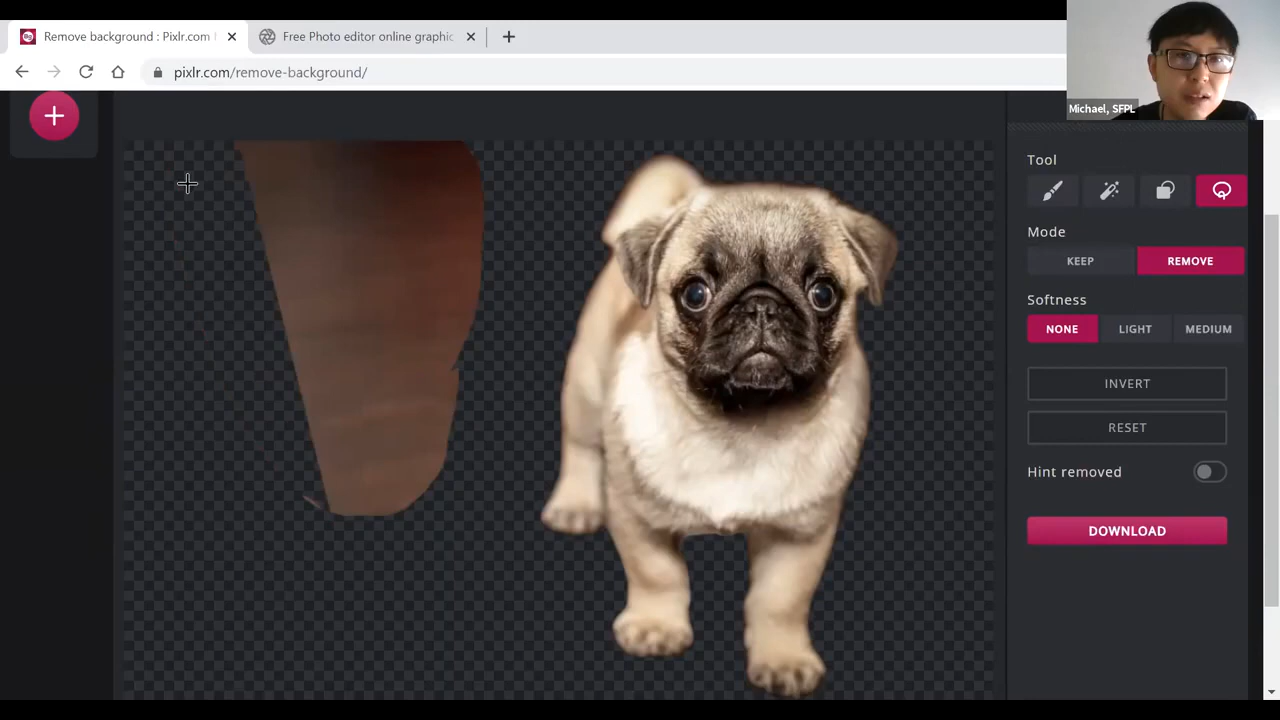 Remove background : Pixlr.com
Free Photo editor online graphic
pixlr.com/remove-background/
Michael, SFPL
Tool
Mode
KEEP
REMOVE
Softness
NONE
LIGHT
MEDIUM
INVERT
RESET
Hint removed
DOWNLOAD